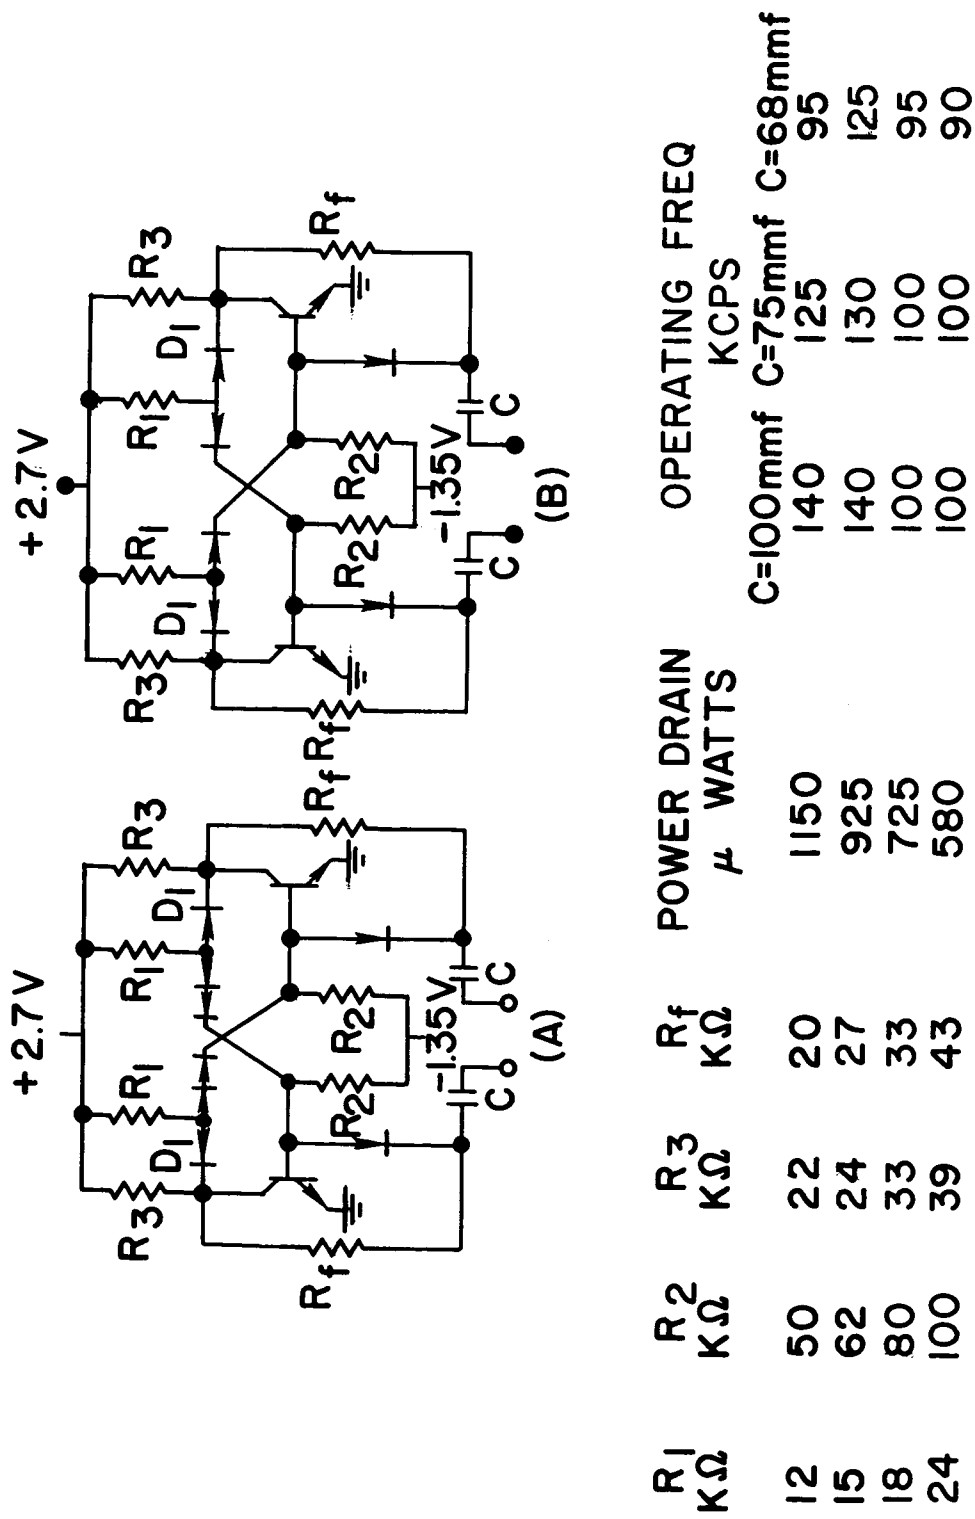 +2.7V
R3 R1 R1 R3
D1 D1
Rf R2 R2 Rf
-1.35V
C C
(A)
+2.7V
R3 R1 R1 R3
D1 D1
Rf R2 R2 Rf
-1.35V
C C
(B)
R1 R2 R3 Rf POWER DRAIN OPERATING FREQ
KΩ KΩ KΩ KΩ μ WATTS KCPS
C=100mmf C=75mmf C=68mmf
12 50 22 20 1150 140 125 95
15 62 24 27 925 140 130 125
18 80 33 33 725 100 100 95
24 100 39 43 580 100 100 90